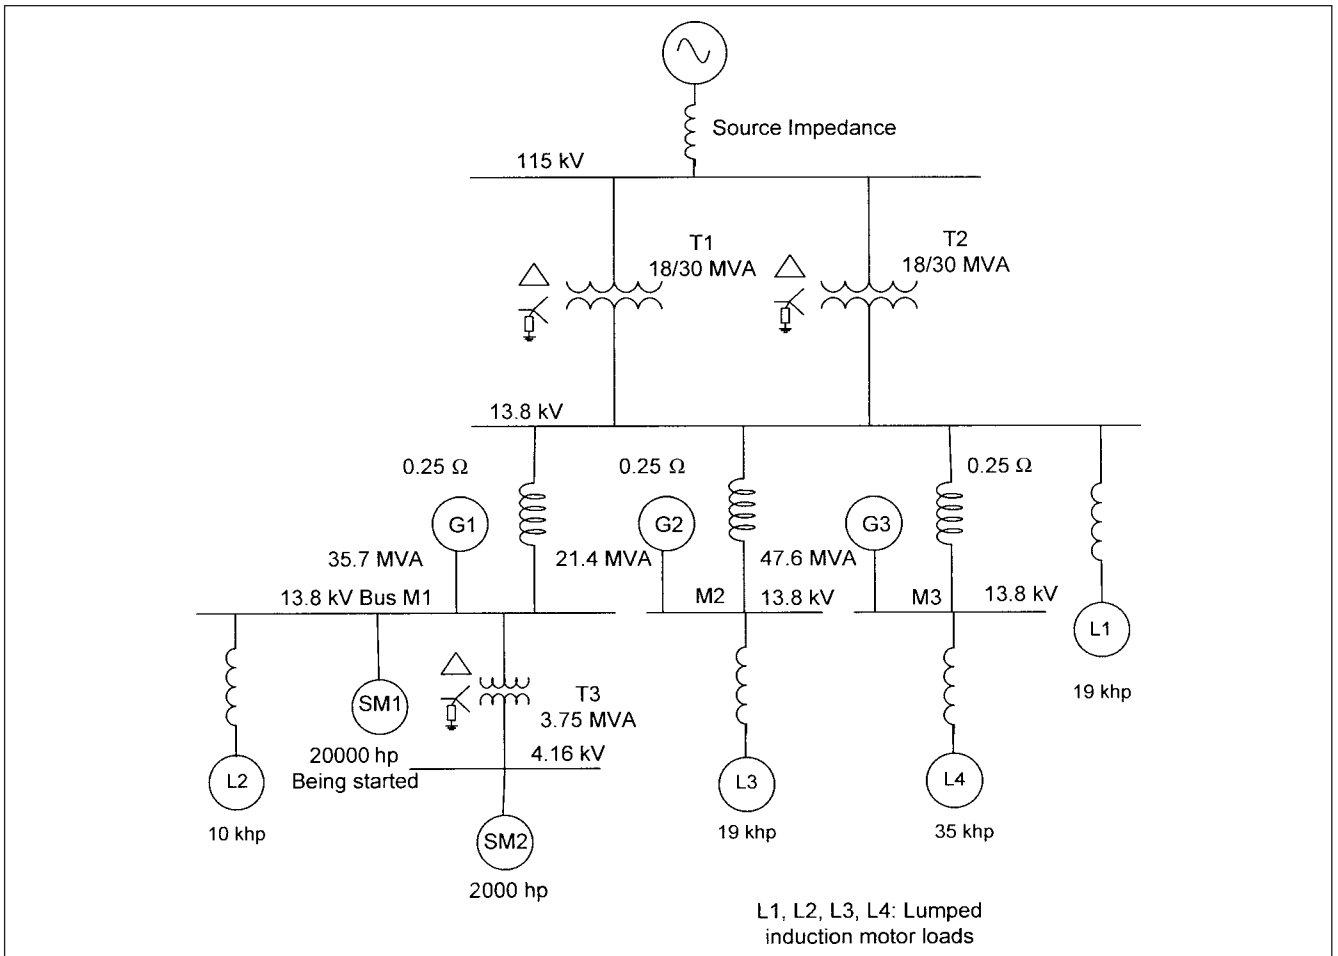 Source Impedance
115 kV
T1
18/30 MVA
T2
18/30 MVA
13.8 kV
0.25 Ω
0.25 Ω
0.25 Ω
G1
G2
G3
35.7 MVA
21.4 MVA
47.6 MVA
13.8 kV Bus M1
M2
13.8 kV
M3
13.8 kV
L1
19 khp
SM1
20000 hp
Being started
T3
3.75 MVA
4.16 kV
L2
10 khp
SM2
2000 hp
L3
19 khp
L4
35 khp
L1, L2, L3, L4: Lumped
induction motor loads